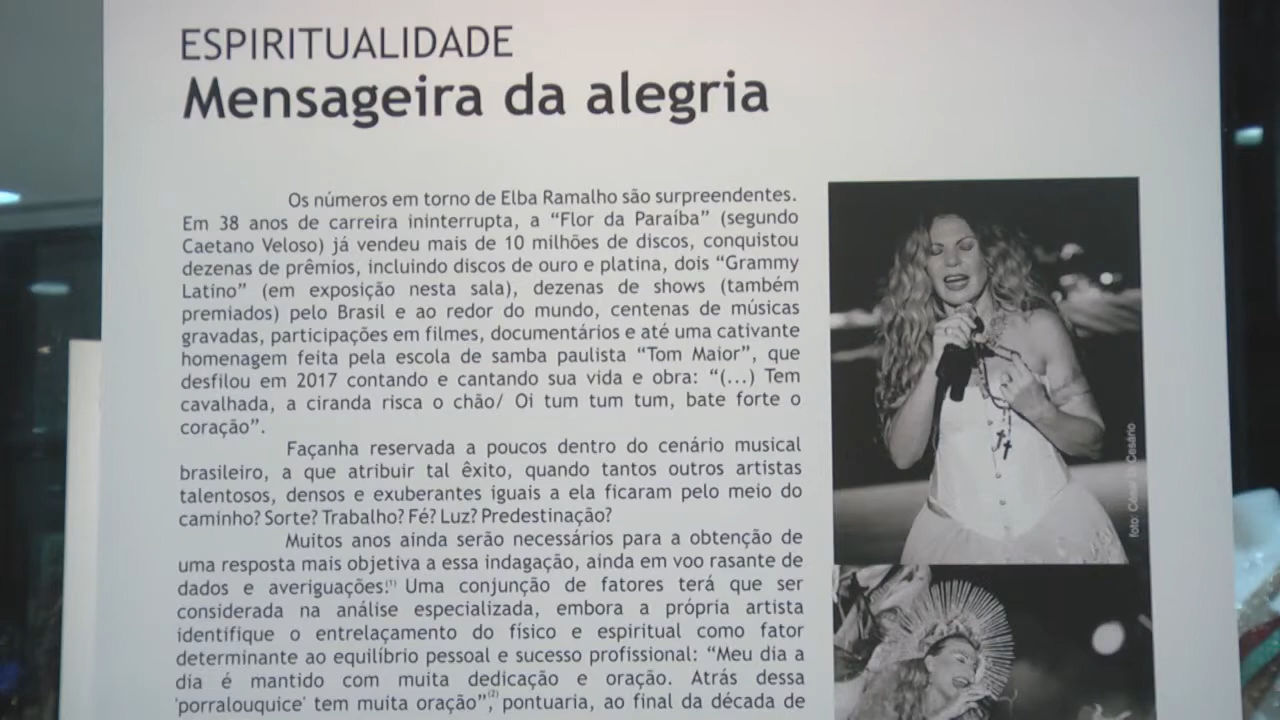 ESPIRITUALIDADE
Mensageira da alegria
Os números em torno de Elba Ramalho são surpreendentes.
Em 38 anos de carreira ininterrupta, a “Flor da Paraíba” (segundo
Caetano Veloso) já vendeu mais de 10 milhões de discos, conquistou
dezenas de prêmios, incluindo discos de ouro e platina, dois “Grammy
Latino” (em exposição nesta sala), dezenas de shows (também
premiados) pelo Brasil e ao redor do mundo, centenas de músicas
gravadas, participações em filmes, documentários e até uma cativante
homenagem feita pela escola de samba paulista “Tom Maior”, que
desfilou em 2017 contando e cantando sua vida e obra: “(...) Tem
cavalhada, a ciranda risca o chão/ Oi tum tum tum, bate forte o
coração”.
Façanha reservada a poucos dentro do cenário musical
brasileiro, a que atribuir tal êxito, quando tantos outros artistas
talentosos, densos e exuberantes iguais a ela ficaram pelo meio do
caminho? Sorte? Trabalho? Fé? Luz? Predestinação?
Muitos anos ainda serão necessários para a obtenção de
uma resposta mais objetiva a essa indagação, ainda em voo rasante de
dados e averiguações.(1) Uma conjunção de fatores terá que ser
considerada na análise especializada, embora a própria artista
identifique o entrelaçamento do físico e espiritual como fator
determinante ao equilíbrio pessoal e sucesso profissional: “Meu dia a
dia é mantido com muita dedicação e oração. Atrás dessa
'porralouquice' tem muita oração”,(2) pontuaria, ao final da década de
foto: Cesário